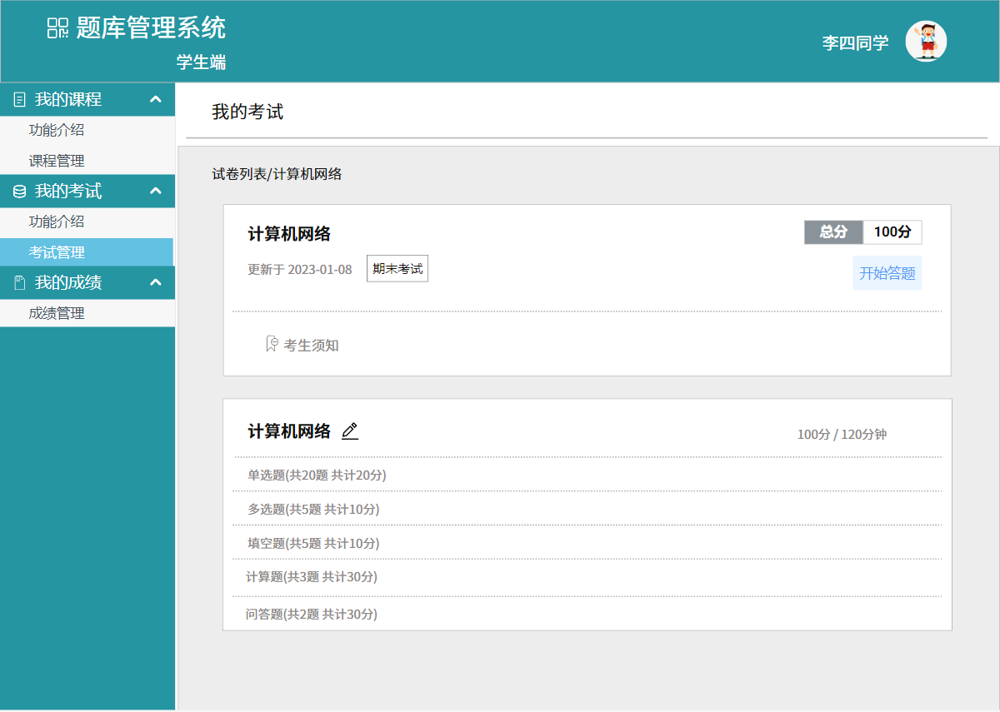 题库管理系统
学生端
李四同学
我的课程
功能介绍
课程管理
我的考试
功能介绍
考试管理
我的成绩
成绩管理
我的考试
试卷列表/计算机网络
计算机网络
总分 100分
更新于 2023-01-08 期末考试
开始答题
考生须知
计算机网络
100分 / 120分钟
单选题(共20题 共计20分)
多选题(共5题 共计10分)
填空题(共5题 共计10分)
计算题(共3题 共计30分)
问答题(共2题 共计30分)